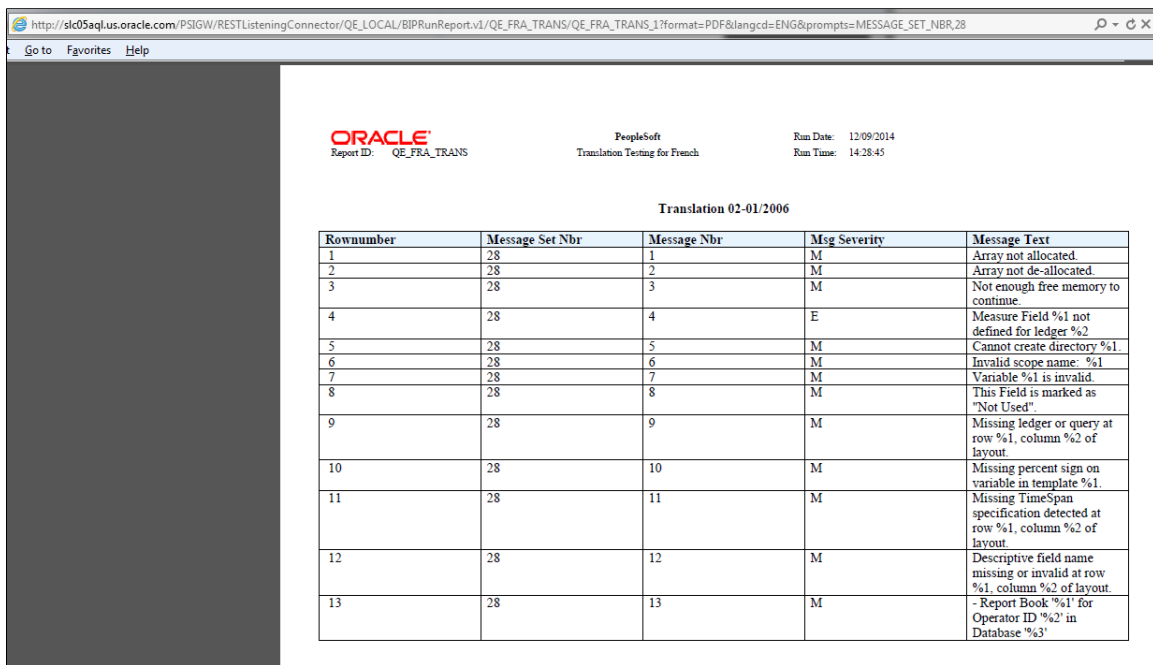 http://slc05aql.us.oracle.com/PSIGW/RESTListeningConnector/QE_LOCAL/BIPRunReport.v1/QE_FRA_TRANS/QE_FRA_TRANS_1?format=PDF&langcd=ENG&prompts=MESSAGE_SET_NBR,28
t Go to Favorites Help
ORACLE PeopleSoft Run Date: 12/09/2014
Report ID: QE_FRA_TRANS Translation Testing for French Run Time: 14:28:45
Translation 02-01/2006
Rownumber Message Set Nbr Message Nbr Msg Severity Message Text
1 28 1 M Array not allocated.
2 28 2 M Array not de-allocated.
3 28 3 M Not enough free memory to
continue.
4 28 4 E Measure Field %1 not
defined for ledger %2
5 28 5 M Cannot create directory %1.
6 28 6 M Invalid scope name: %1
7 28 7 M Variable %1 is invalid.
8 28 8 M This Field is marked as
"Not Used".
9 28 9 M Missing ledger or query at
row %1, column %2 of
layout.
10 28 10 M Missing percent sign on
variable in template %1.
11 28 11 M Missing TimeSpan
specification detected at
row %1, column %2 of
layout.
12 28 12 M Descriptive field name
missing or invalid at row
%1, column %2 of layout.
13 28 13 M - Report Book '%1' for
Operator ID '%2' in
Database '%3'